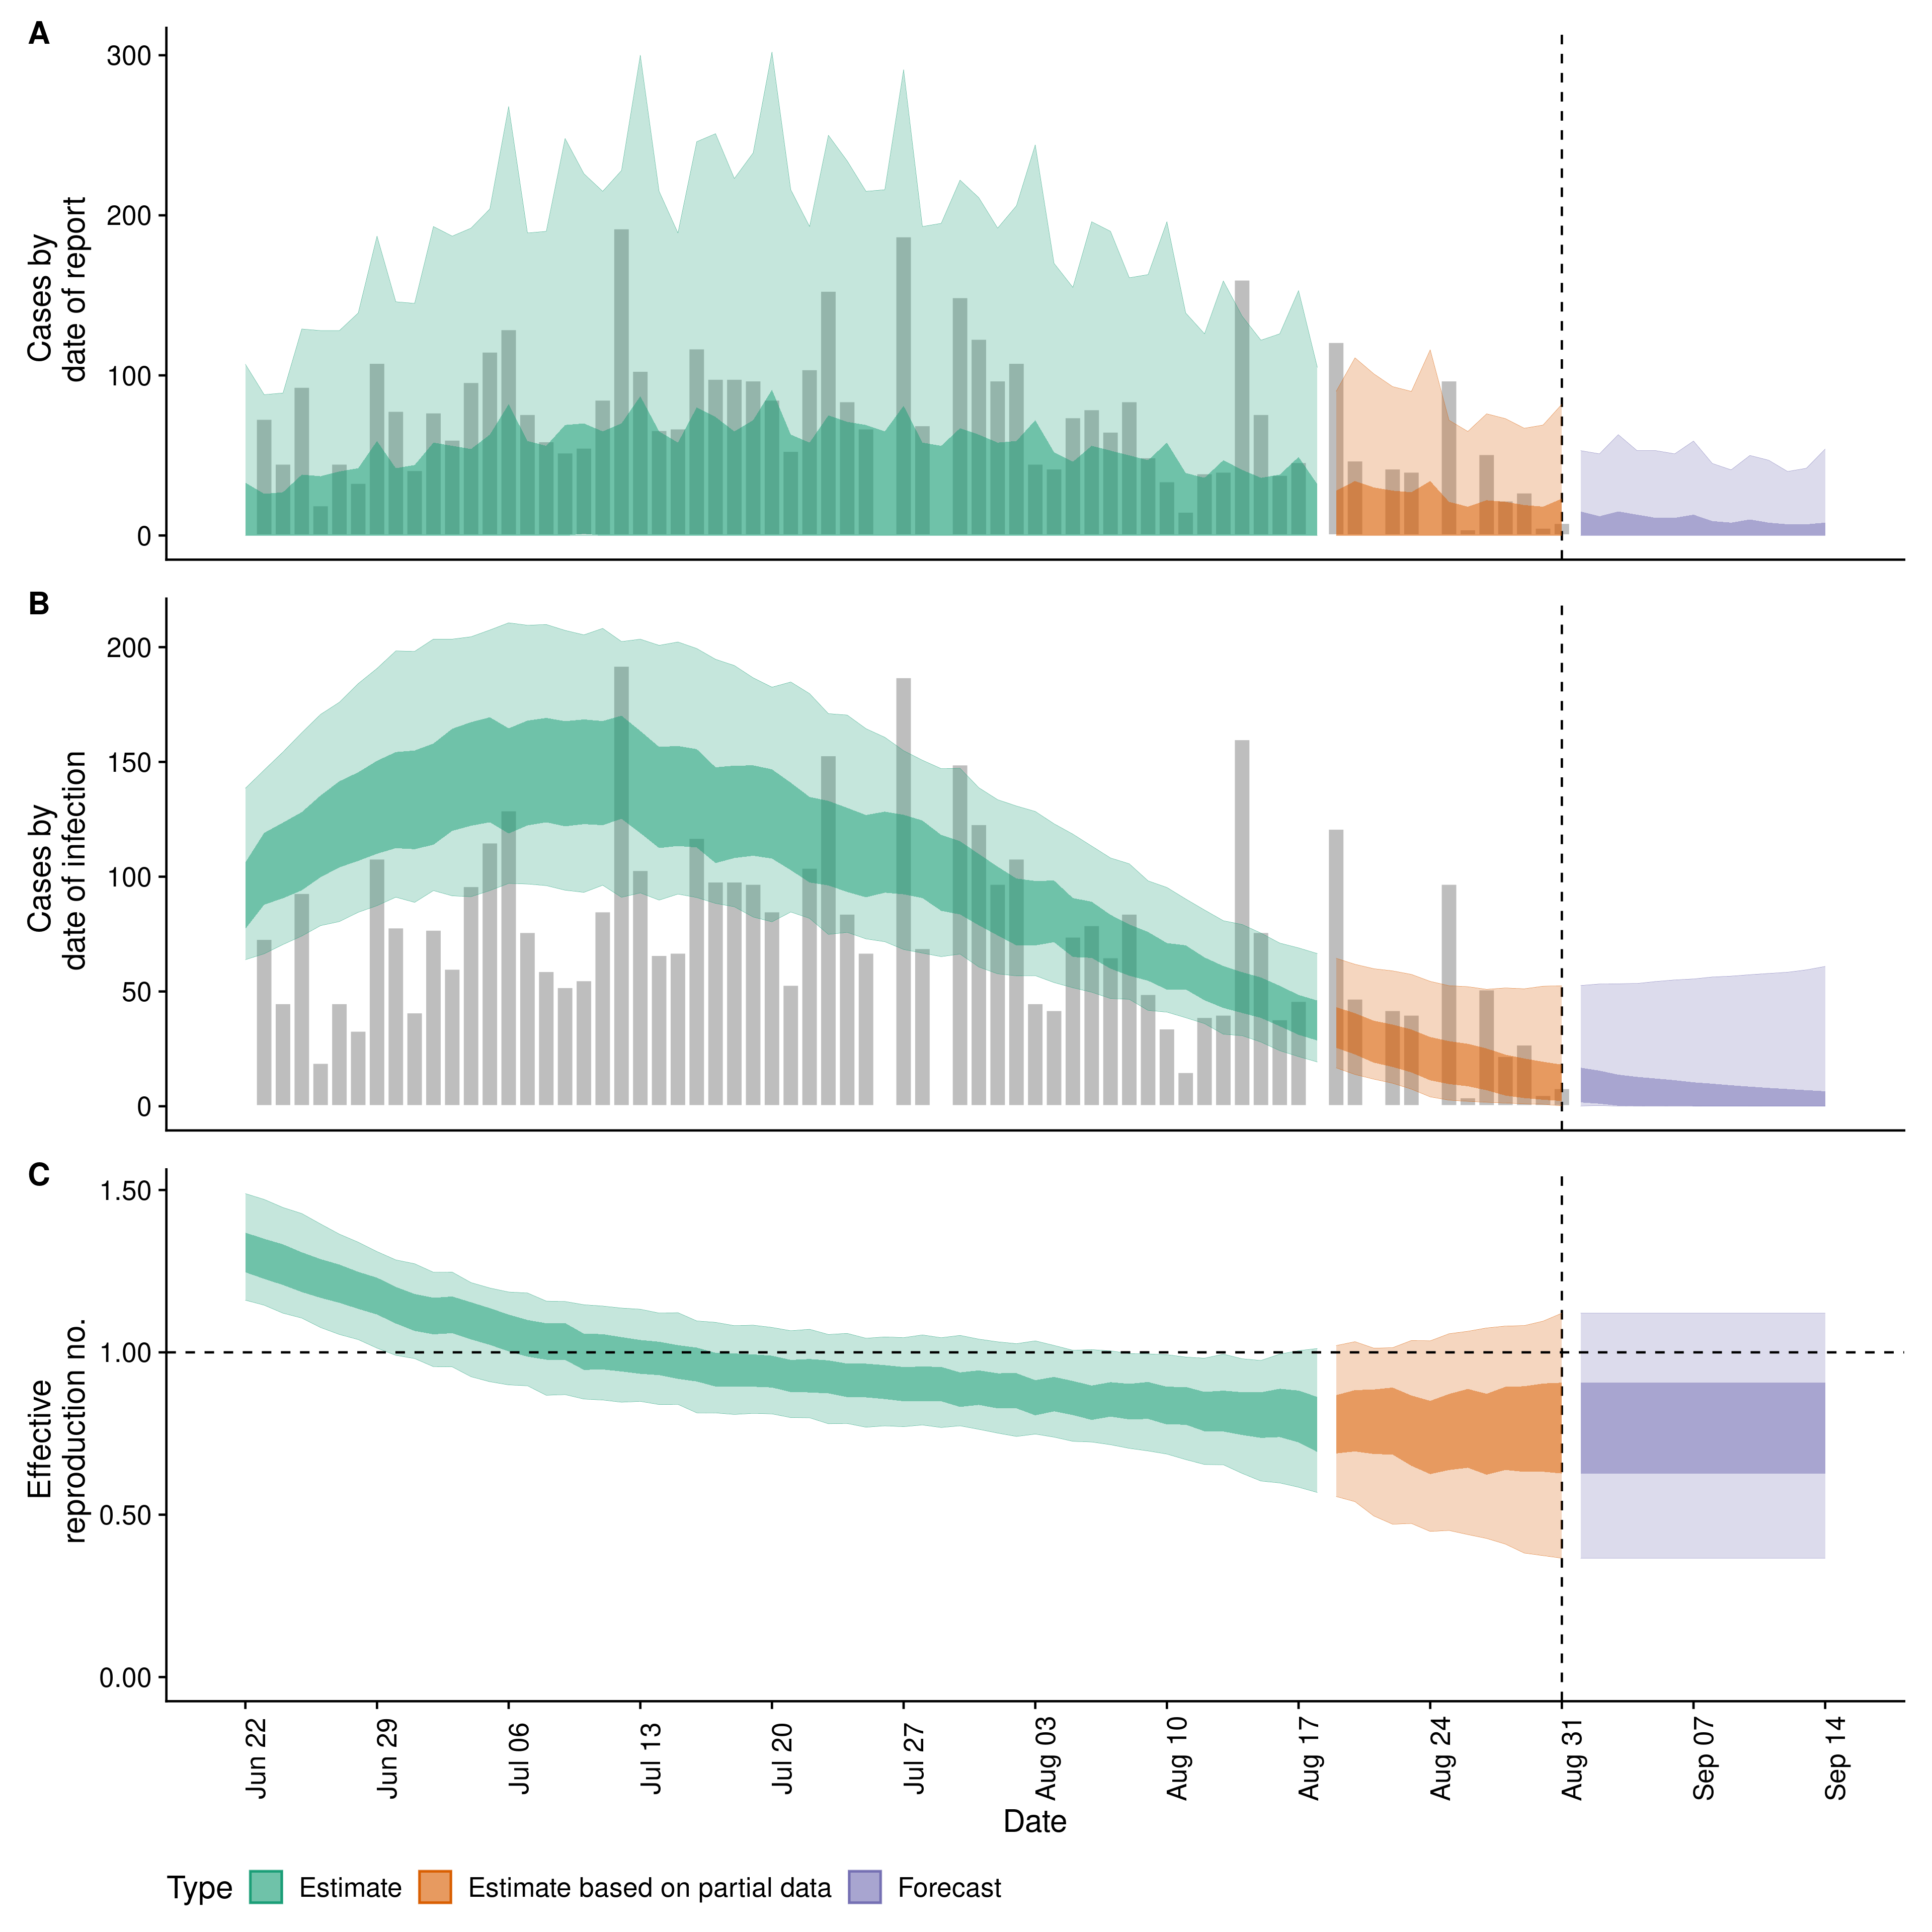 A
Cases by
date of report
300
200
100
0
B
Cases by
date of infection
200
150
100
50
0
C
Effective
reproduction no.
1.50
1.00
0.50
0.00
Jun 22
Jun 29
Jul 06
Jul 13
Jul 20
Jul 27
Aug 03
Aug 10
Aug 17
Aug 24
Aug 31
Sep 07
Sep 14
Date
Type Estimate Estimate based on partial data Forecast